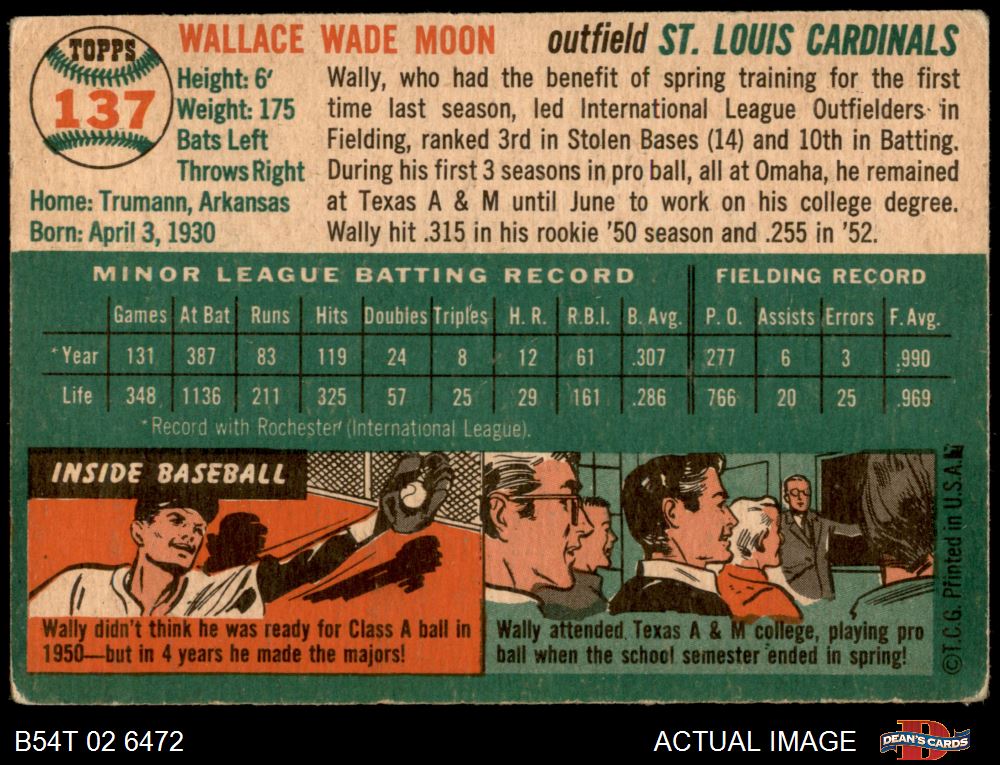 TOPPS
137
WALLACE WADE MOON outfield ST. LOUIS CARDINALS
Height: 6'
Weight: 175
Bats Left
Throws Right
Home: Trumann, Arkansas
Born: April 3, 1930
Wally, who had the benefit of spring training for the first
time last season, led International League Outfielders in
Fielding, ranked 3rd in Stolen Bases (14) and 10th in Batting.
During his first 3 seasons in pro ball, all at Omaha, he remained
at Texas A & M until June to work on his college degree.
Wally hit .315 in his rookie '50 season and .255 in '52.
MINOR LEAGUE BATTING RECORD FIELDING RECORD
Games At Bat Runs Hits Doubles Triples H. R. R.B.I. B. Avg. P. O. Assists Errors F. Avg.
*Year 131 387 83 119 24 8 12 61 .307 277 6 3 .990
Life 348 1136 211 325 57 25 29 161 .286 766 20 25 .969
*Record with Rochester (International League).
INSIDE BASEBALL
Wally didn't think he was ready for Class A ball in
1950—but in 4 years he made the majors!
Wally attended Texas A & M college, playing pro
ball when the school semester ended in spring!
©T.C.G. Printed in U.S.A.
B54T 02 6472
ACTUAL IMAGE
DEAN'S CARDS